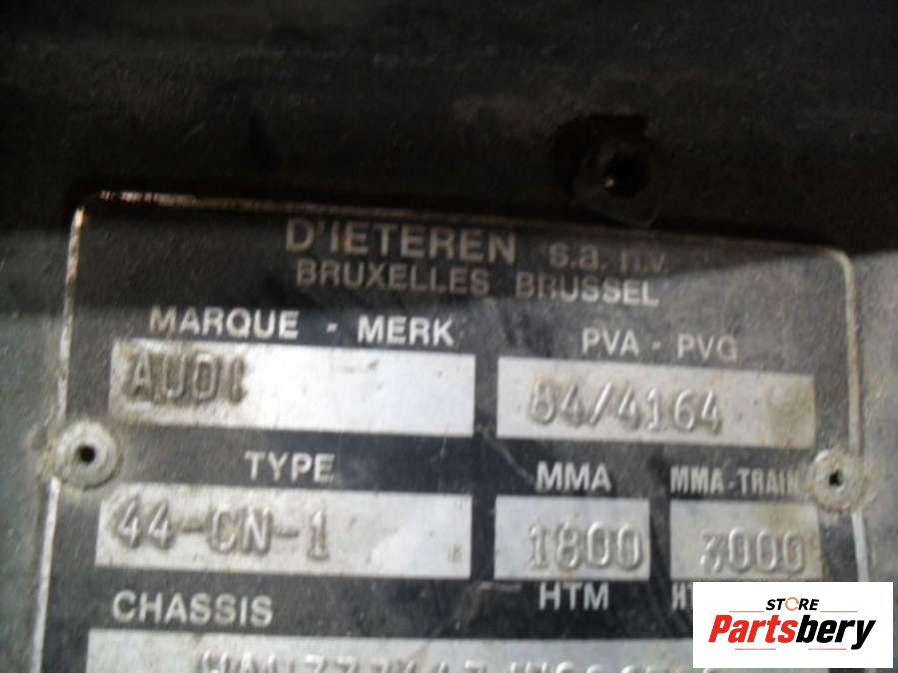 D'IETEREN s.a. n.v.
BRUXELLES BRUSSEL
MARQUE - MERK
PVA - PVG
AUDI
84/4164
TYPE
MMA
MMA-TRAIN
44-CN-1
1800
3000
CHASSIS
HTM
STORE
Partsbery